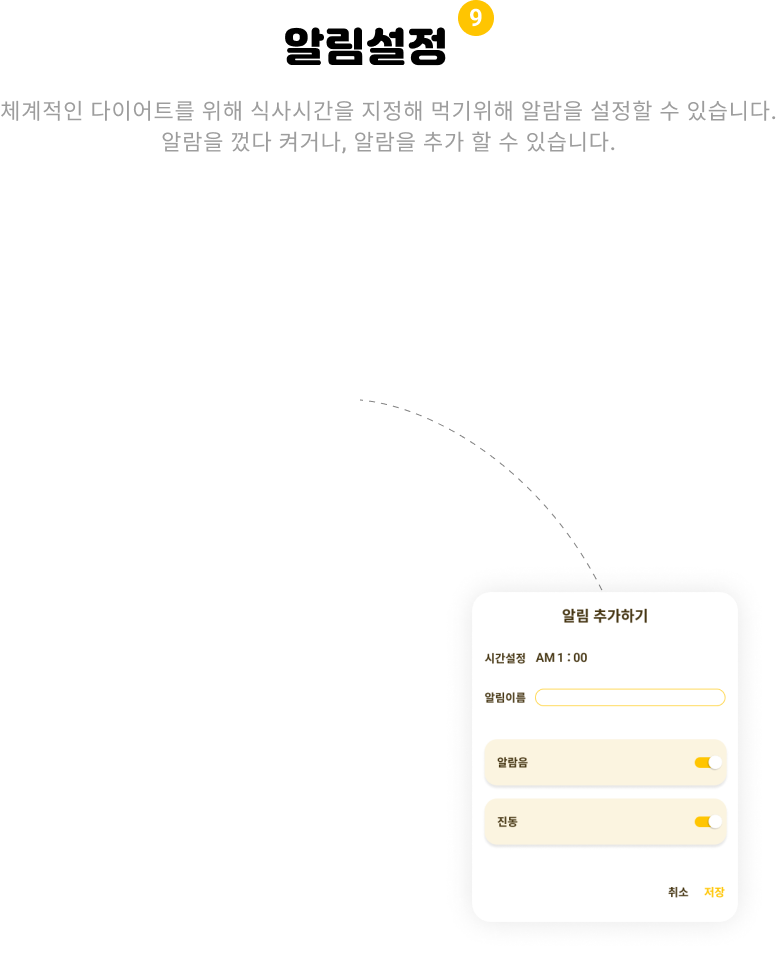 알림설정
9
체계적인 다이어트를 위해 식사시간을 지정해 먹기위해 알람을 설정할 수 있습니다.
알람을 껐다 켜거나, 알람을 추가 할 수 있습니다.
알림 추가하기
시간설정 AM 1 : 00
알림이름
알람음
진동
취소 저장